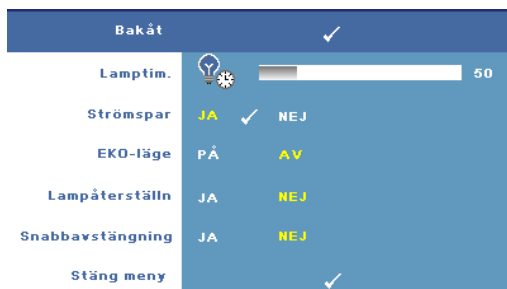 Bakåt
Lamptim. 50
Strömspar JA NEJ
EKO-läge PÅ AV
Lampåterställn JA NEJ
Snabbavstängning JA NEJ
Stäng meny